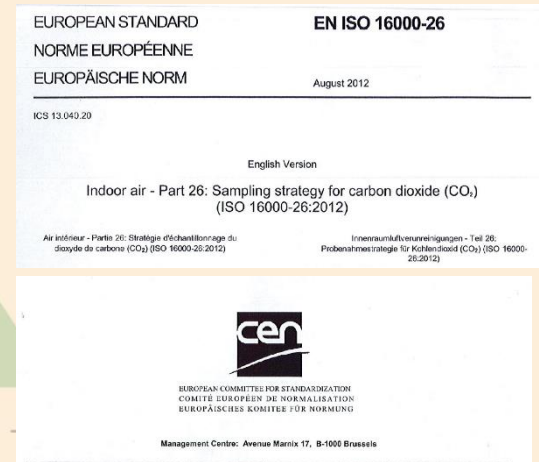 EUROPEAN STANDARD
EN ISO 16000-26
NORME EUROPÉENNE
EUROPÄISCHE NORM
August 2012
ICS 13.040.20
English Version
Indoor air - Part 26: Sampling strategy for carbon dioxide (CO₂)
(ISO 16000-26:2012)
Air intérieur - Partie 26: Stratégie d'échantillonnage du
dioxyde de carbone (CO₂) (ISO 16000-26:2012)
Innenraumluftverunreinigungen - Teil 26:
Probenahmestrategie für Kohlendioxid (CO₂) (ISO 16000-
26:2012)
cen
EUROPEAN COMMITTEE FOR STANDARDIZATION
COMITÉ EUROPÉEN DE NORMALISATION
EUROPÄISCHES KOMITEE FÜR NORMUNG
Management Centre: Avenue Marnix 17, B-1000 Brussels